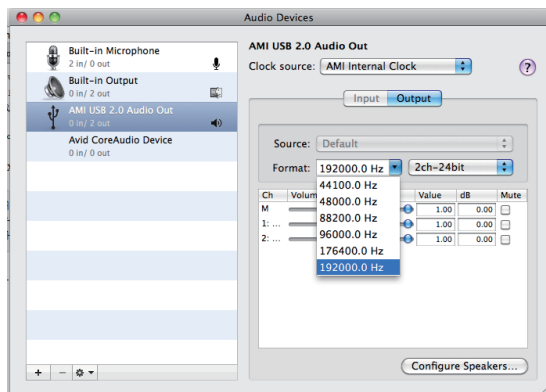 Audio Devices
Built-in Microphone
2 in/ 0 out
Built-in Output
0 in/ 2 out
AMI USB 2.0 Audio Out
0 in/ 2 out
Avid CoreAudio Device
0 in/ 0 out
AMI USB 2.0 Audio Out
Clock source: AMI Internal Clock
?
Input Output
Source: Default
Format: 192000.0 Hz 2ch-24bit
44100.0 Hz
48000.0 Hz
88200.0 Hz
96000.0 Hz
176400.0 Hz
192000.0 Hz
Ch Volum Value dB Mute
M 1.00 0.00
1: ... 1.00 0.00
2: ... 1.00 0.00
+ −
Configure Speakers...